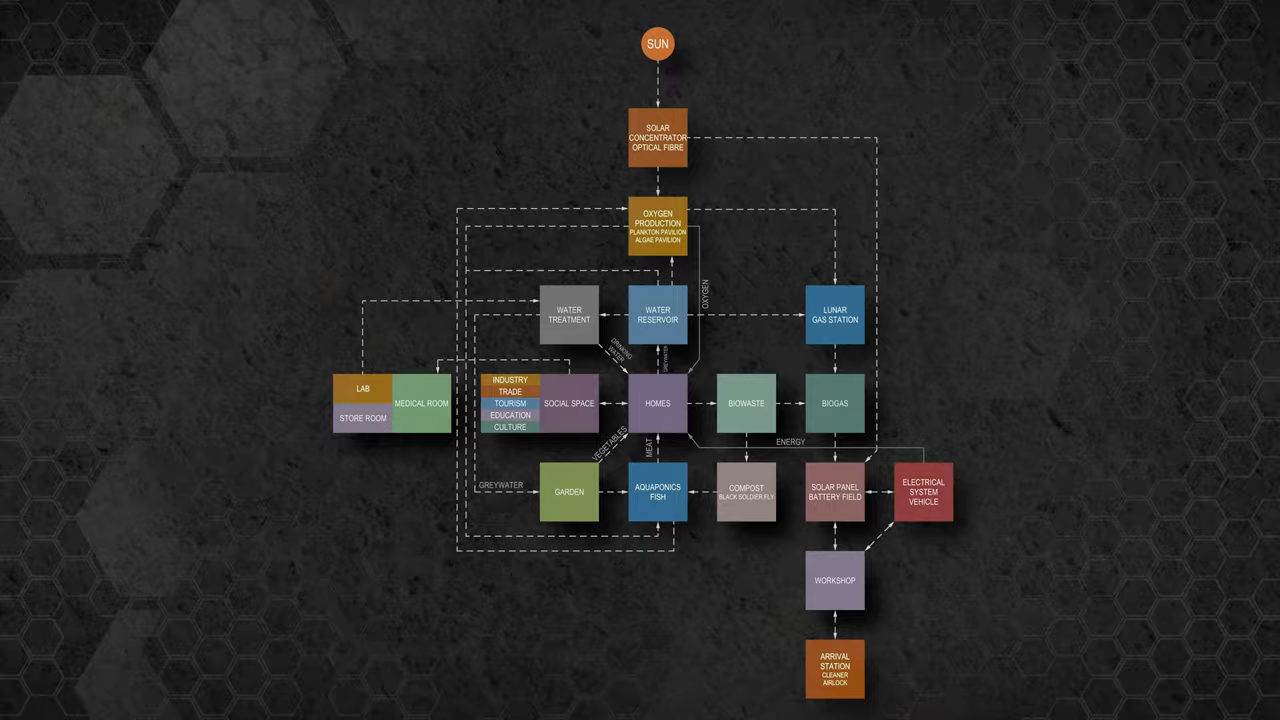 SUN
SOLAR
CONCENTRATOR
OPTICAL FIBRE
OXYGEN
PRODUCTION
PLANKTON PAVILION
ALGAE PAVILION
OXYGEN
WATER
TREATMENT
WATER
RESERVOIR
LUNAR
GAS STATION
DRINKING
WATER
GREYWATER
LAB
STORE ROOM
MEDICAL ROOM
INDUSTRY
TRADE
TOURISM
EDUCATION
CULTURE
SOCIAL SPACE
HOMES
BIOWASTE
BIOGAS
VEGETABLES
MEAT
ENERGY
GREYWATER
GARDEN
AQUAPONICS
FISH
COMPOST
BLACK SOLDIER FLY
SOLAR PANEL
BATTERY FIELD
ELECTRICAL
SYSTEM
VEHICLE
WORKSHOP
ARRIVAL
STATION
CLEANER
AIRLOCK